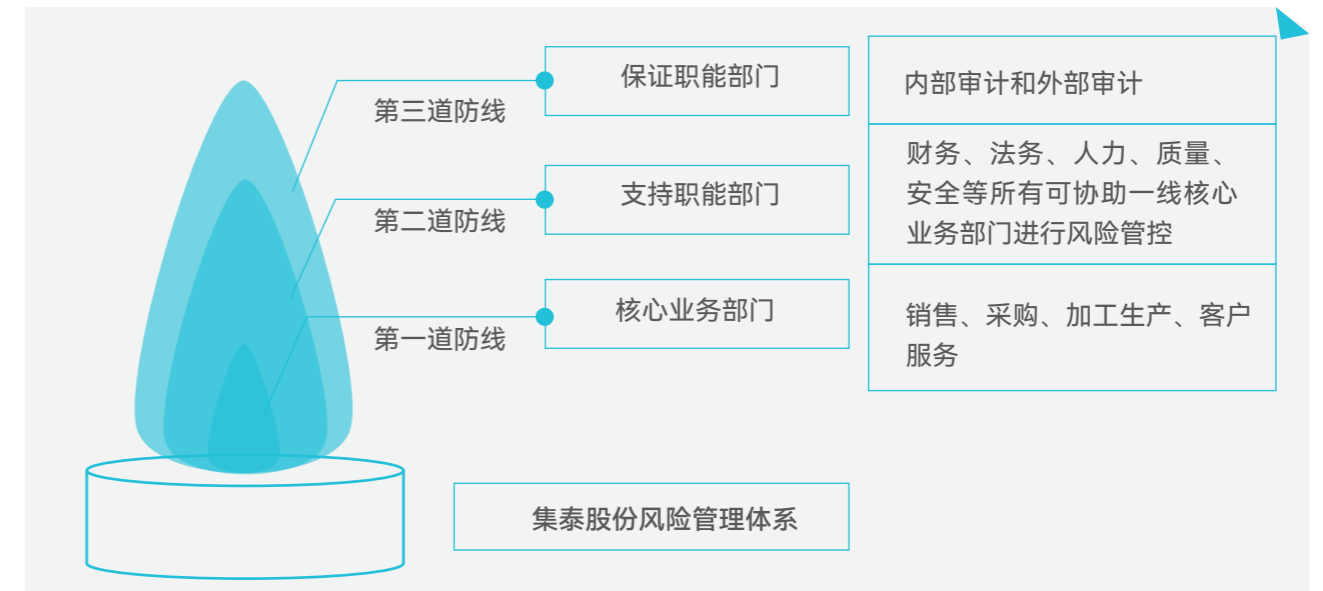 保证职能部门
内部审计和外部审计
第三道防线
财务、法务、人力、质量、
安全等所有可协助一线核心
业务部门进行风险管控
支持职能部门
第二道防线
核心业务部门
销售、采购、加工生产、客户
服务
第一道防线
集泰股份风险管理体系